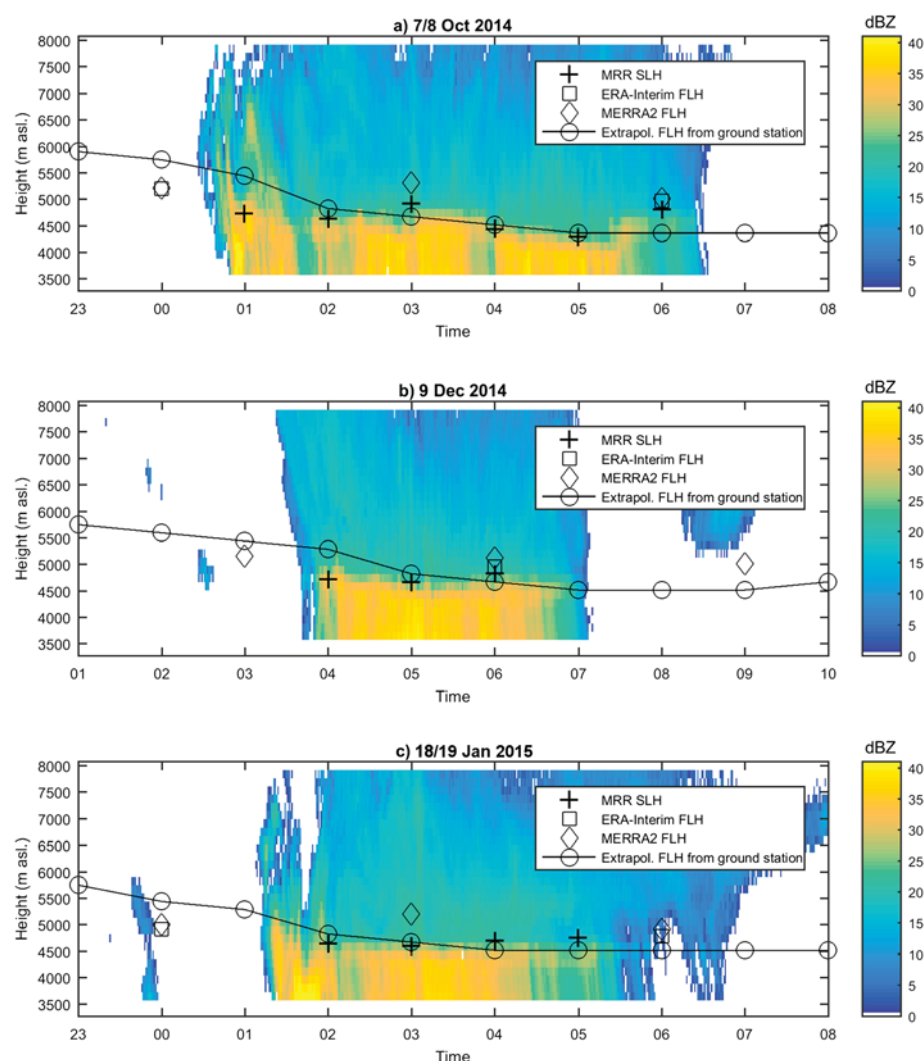 a) 7/8 Oct 2014
dBZ
8000
7500
7000
6500
6000
5500
5000
4500
4000
3500
Height (m asl.)
MRR SLH
ERA-Interim FLH
MERRA2 FLH
Extrapol. FLH from ground station
40
35
30
25
20
15
10
5
0
23 00 01 02 03 04 05 06 07 08
Time
b) 9 Dec 2014
dBZ
8000
7000
6500
6000
5500
5000
4500
4000
3500
Height (m asl.)
MRR SLH
ERA-Interim FLH
MERRA2 FLH
Extrapol. FLH from ground station
40
35
30
25
20
15
10
5
0
01 02 00 03 03 04 05 06 07 08 09 10
Time
c) 18/19 Jan 2015
dBZ
8000
7500
7000
6500
6000
5500
5000
4500
4000
3500
Height (m asl.)
MRR SLH
ERA-Interim FLH
MERRA2 FLH
Extrapol. FLH from ground station
40
35
30
25
20
15
10
5
0
23 00 01 02 03 04 05 06 07 08
Time